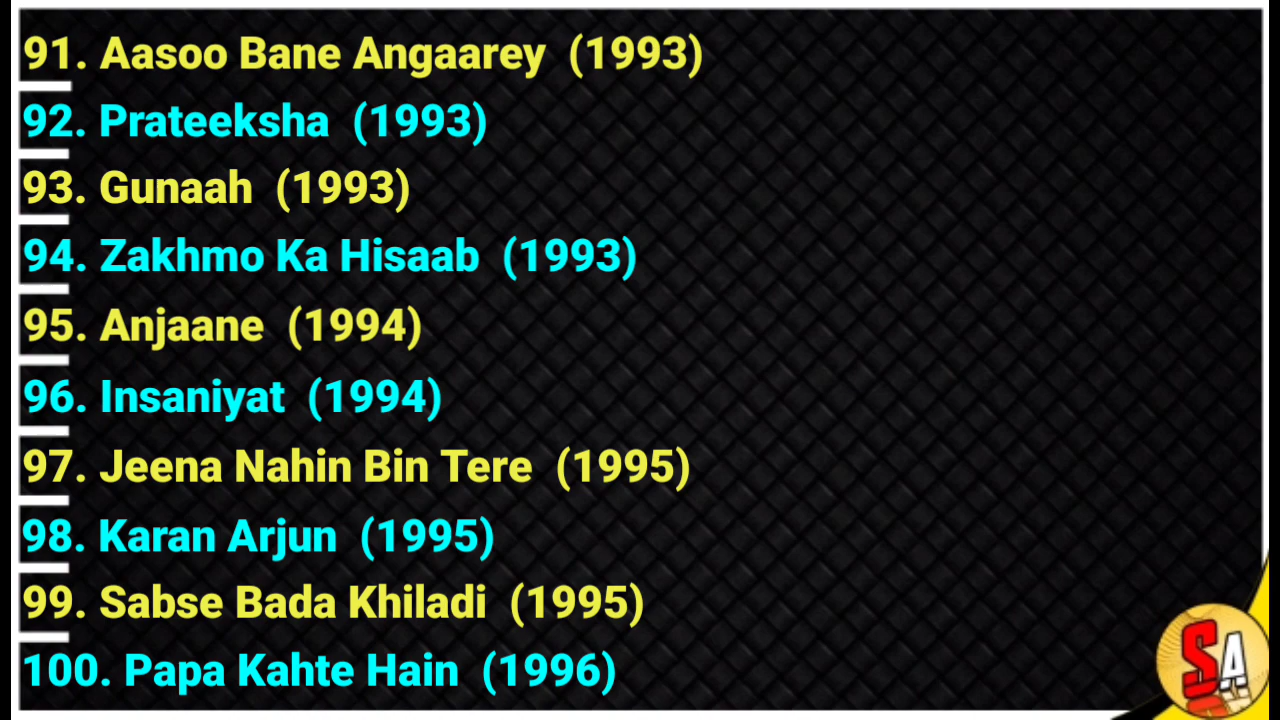 91. Aasoo Bane Angaarey (1993)
92. Prateeksha (1993)
93. Gunaah (1993)
94. Zakhmo Ka Hisaab (1993)
95. Anjaane (1994)
96. Insaniyat (1994)
97. Jeena Nahin Bin Tere (1995)
98. Karan Arjun (1995)
99. Sabse Bada Khiladi (1995)
100. Papa Kahte Hain (1996)
SA